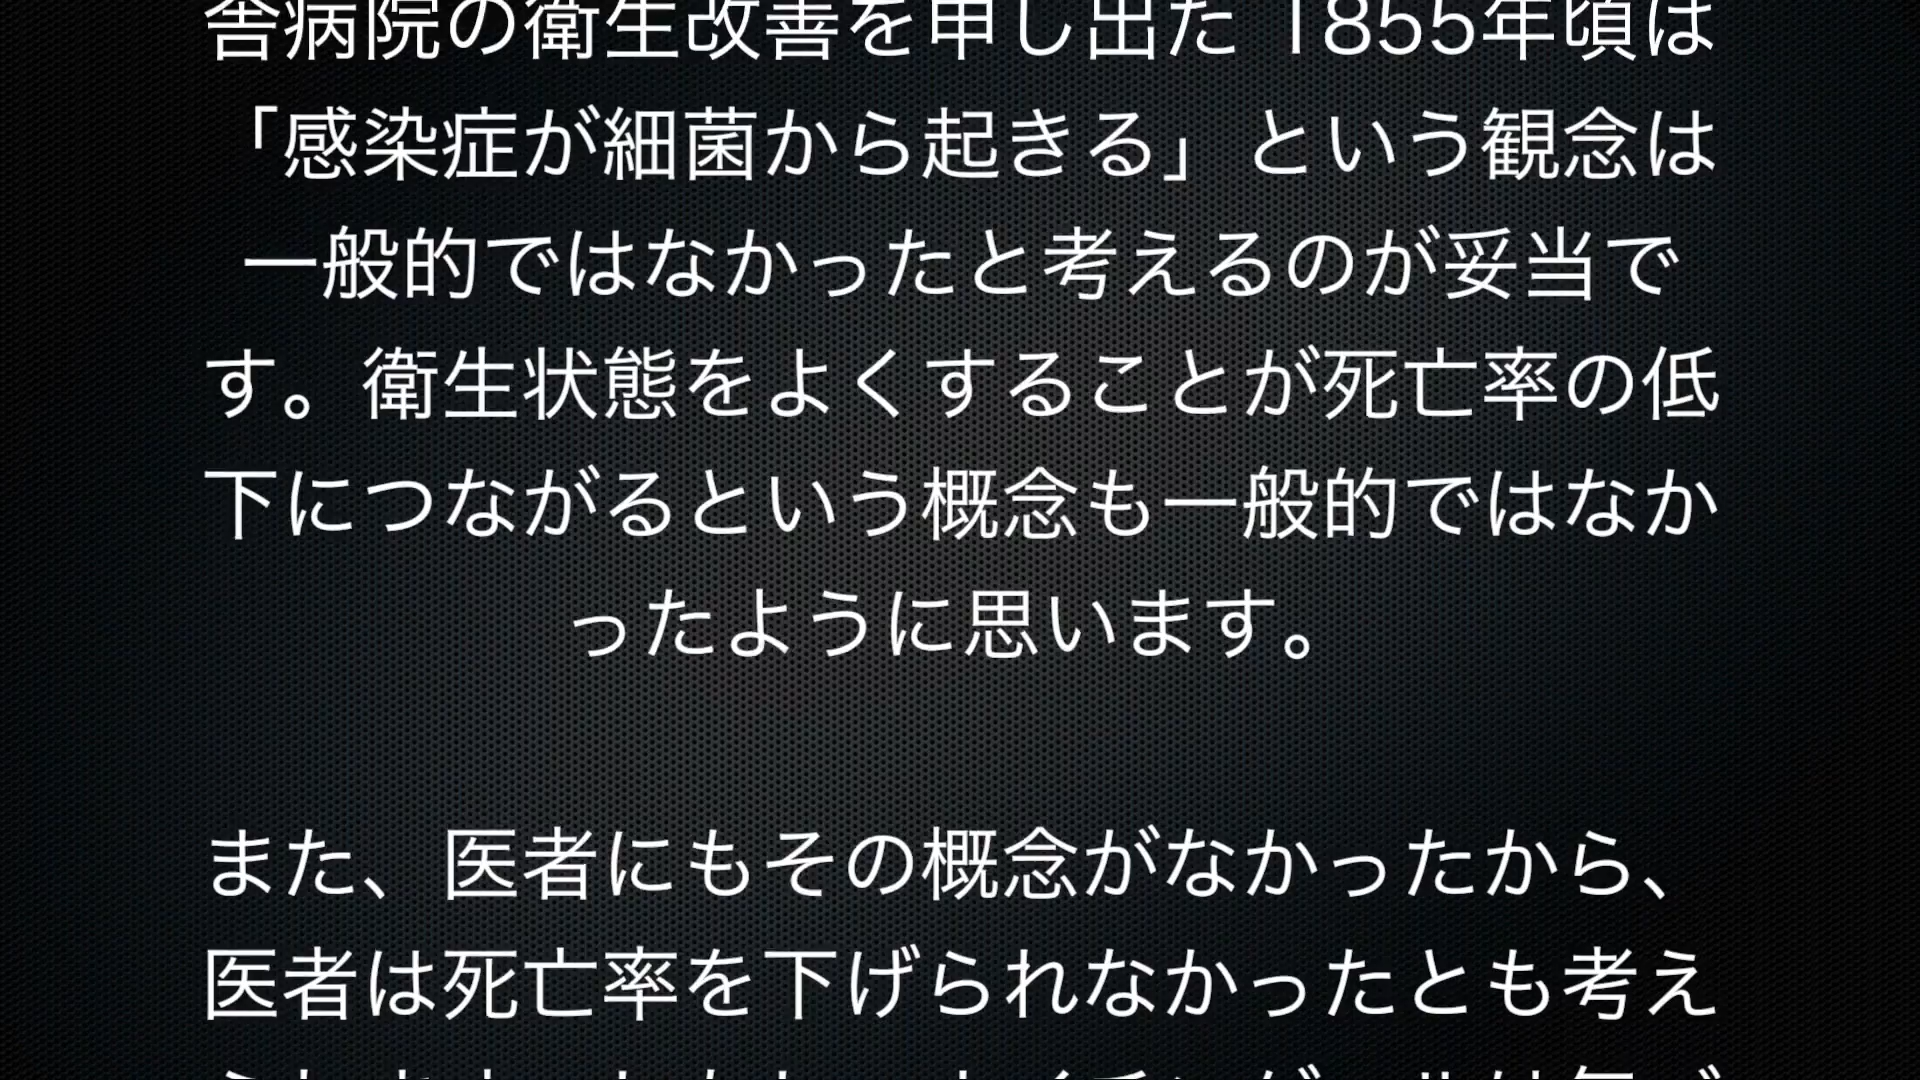 舎病院の衛生改善を申し出た 1855年頃は
「感染症が細菌から起きる」という観念は
一般的ではなかったと考えるのが妥当で
す。衛生状態をよくすることが死亡率の低
下につながるという概念も一般的ではなか
ったように思います。
また、医者にもその概念がなかったから、
医者は死亡率を下げられなかったとも考え